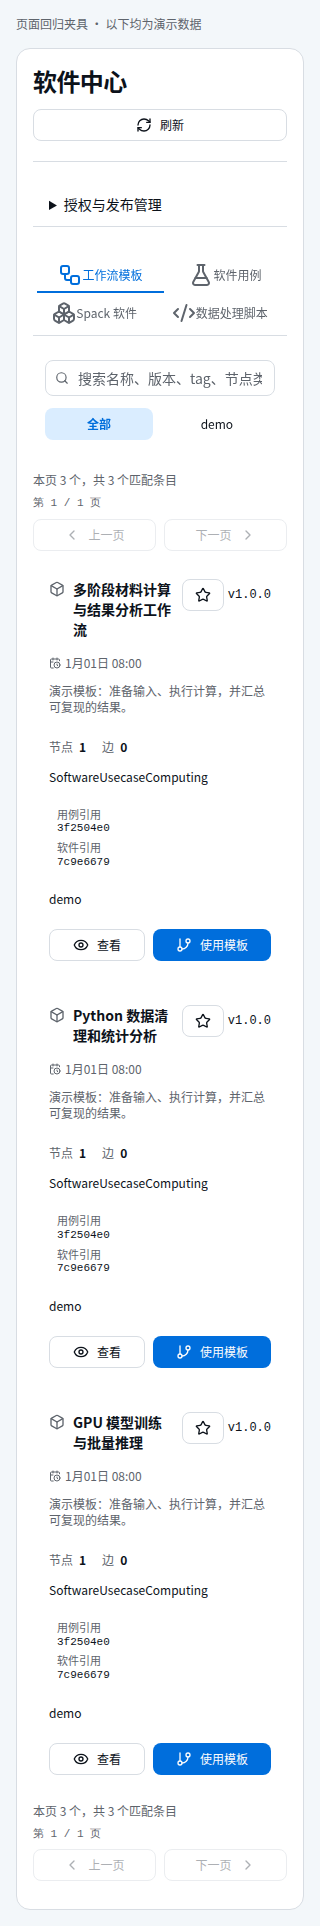 页面回归夹具 · 以下均为演示数据
软件中心
刷新
授权与发布管理
工作流模板
软件用例
Spack 软件
数据处理脚本
搜索名称、版本、tag、节点类
全部
demo
本页 3 个，共 3 个匹配条目
第 1 / 1 页
上一页
下一页
多阶段材料计算
与结果分析工作
流
v1.0.0
1月01日 08:00
演示模板：准备输入、执行计算，并汇总
可复现的结果。
节点 1 边 0
SoftwareUsecaseComputing
用例引用
3f2504e0
软件引用
7c9e6679
demo
查看
使用模板
Python 数据清
理和统计分析
v1.0.0
1月01日 08:00
演示模板：准备输入、执行计算，并汇总
可复现的结果。
节点 1 边 0
SoftwareUsecaseComputing
用例引用
3f2504e0
软件引用
7c9e6679
demo
查看
使用模板
GPU 模型训练
与批量推理
v1.0.0
1月01日 08:00
演示模板：准备输入、执行计算，并汇总
可复现的结果。
节点 1 边 0
SoftwareUsecaseComputing
用例引用
3f2504e0
软件引用
7c9e6679
demo
查看
使用模板
本页 3 个，共 3 个匹配条目
第 1 / 1 页
上一页
下一页